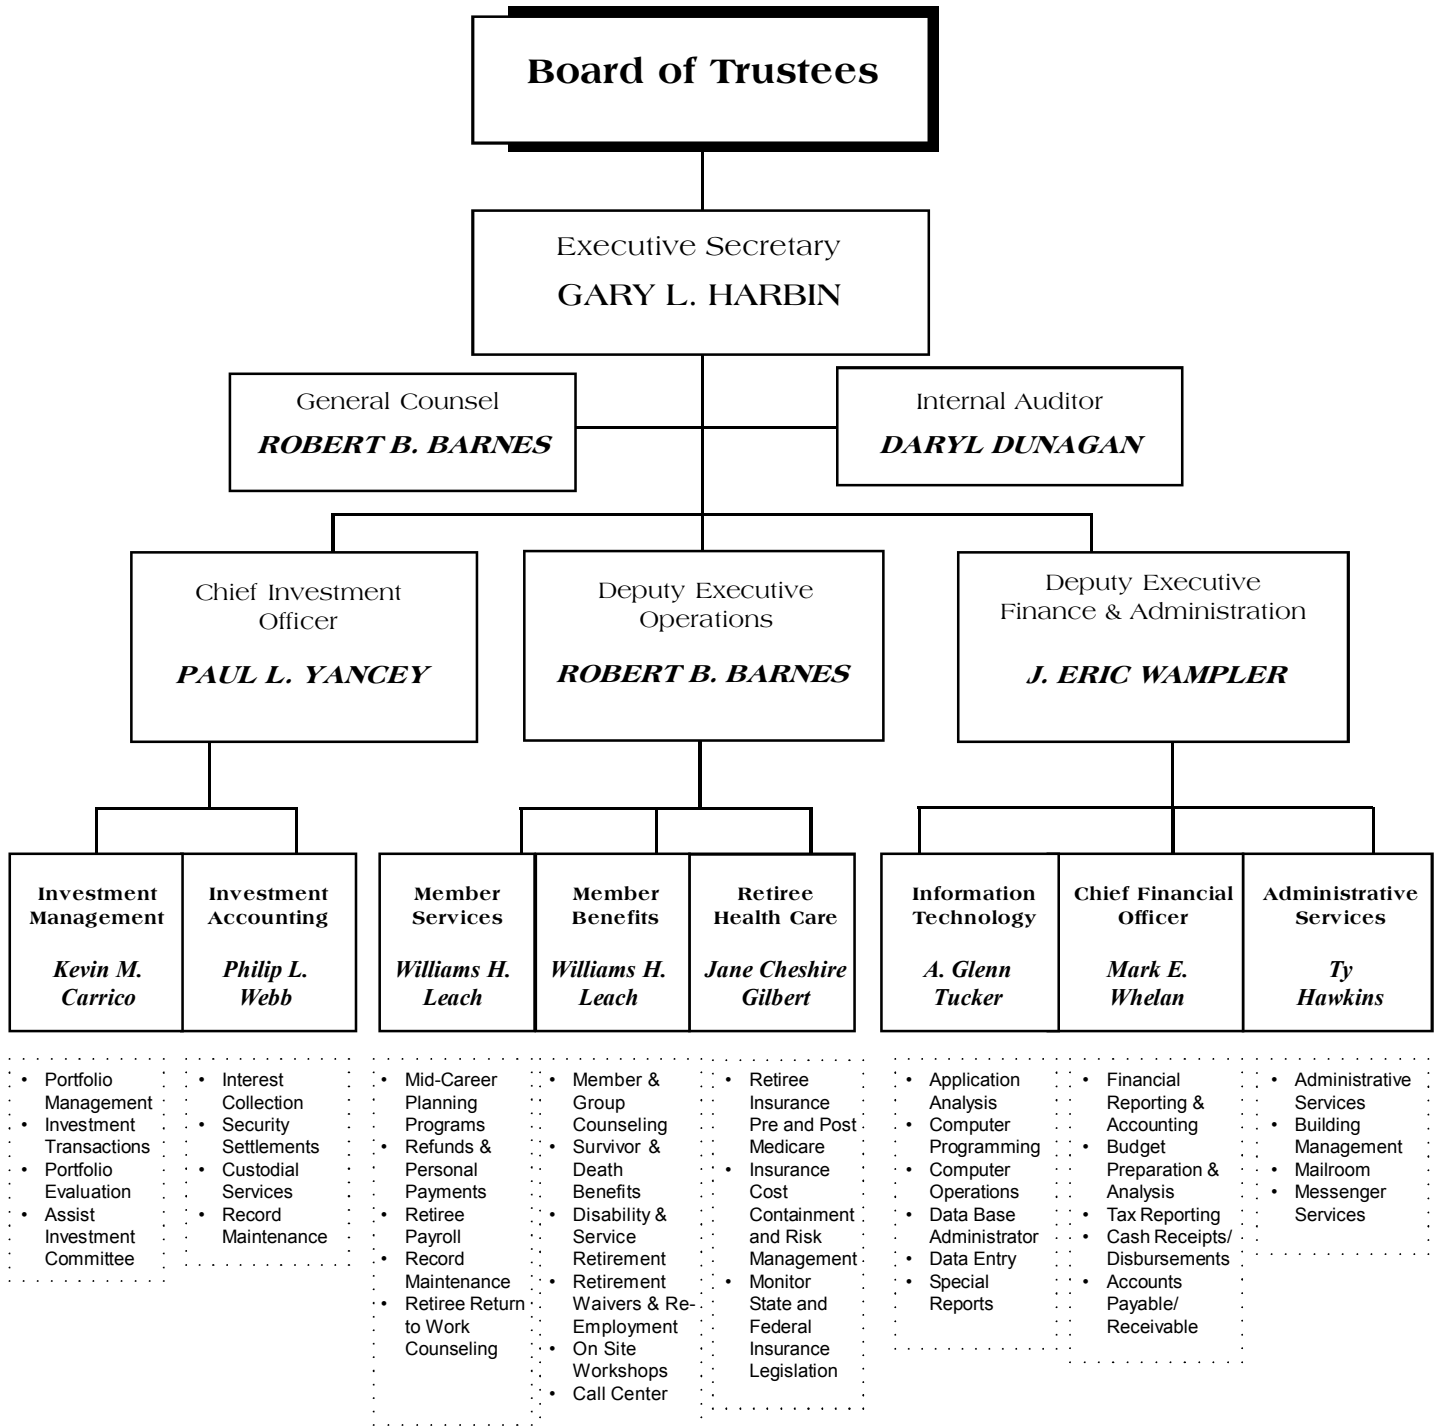 Board of Trustees
Executive Secretary
GARY L. HARBIN
General Counsel
ROBERT B. BARNES
Internal Auditor
DARYL DUNAGAN
Chief Investment
Officer
PAUL L. YANCEY
Deputy Executive
Operations
ROBERT B. BARNES
Deputy Executive
Finance & Administration
J. ERIC WAMPLER
Investment
Management
Kevin M.
Carrico
Investment
Accounting
Philip L.
Webb
Member
Services
Williams H.
Leach
Member
Benefits
Williams H.
Leach
Retiree
Health Care
Jane Cheshire
Gilbert
Information
Technology
A. Glenn
Tucker
Chief Financial
Officer
Mark E.
Whelan
Administrative
Services
Ty
Hawkins
• Portfolio
Management
• Investment
Transactions
• Portfolio
Evaluation
• Assist
Investment
Committee
• Interest
Collection
• Security
Settlements
• Custodial
Services
• Record
Maintenance
• Mid-Career
Planning
Programs
• Refunds &
Personal
Payments
• Retiree
Payroll
• Record
Maintenance
• Retiree Return
to Work
Counseling
• Member &
Group
Counseling
• Survivor &
Death
Benefits
• Disability &
Service
Retirement
• Retirement
Waivers & Re-
Employment
• On Site
Workshops
• Call Center
• Retiree
Insurance
Pre and Post
Medicare
• Insurance
Cost
Containment
and Risk
Management
• Monitor
State and
Federal
Insurance
Legislation
• Application
Analysis
• Computer
Programming
• Computer
Operations
• Data Base
Administrator
• Data Entry
• Special
Reports
• Financial
Reporting &
Accounting
• Budget
Preparation &
Analysis
• Tax Reporting
• Cash Receipts/
Disbursements
• Accounts
Payable/
Receivable
• Administrative
Services
• Building
Management
• Mailroom
• Messenger
Services